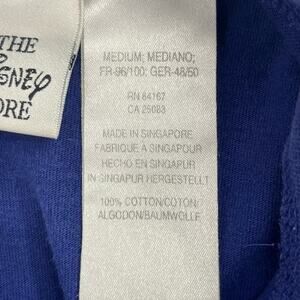 THE
DISNEY
ORE
MEDIUM; MEDIANO;
FR-96/100; GER-48/50
RN 84167
CA 25083
MADE IN SINGAPORE
FABRIQUÉ À SINGAPOUR
HECHO EN SINGAPUR
IN SINGAPUR HERGESTELLT
100% COTTON/COTON/
ALGODON/BAUMWOLLE